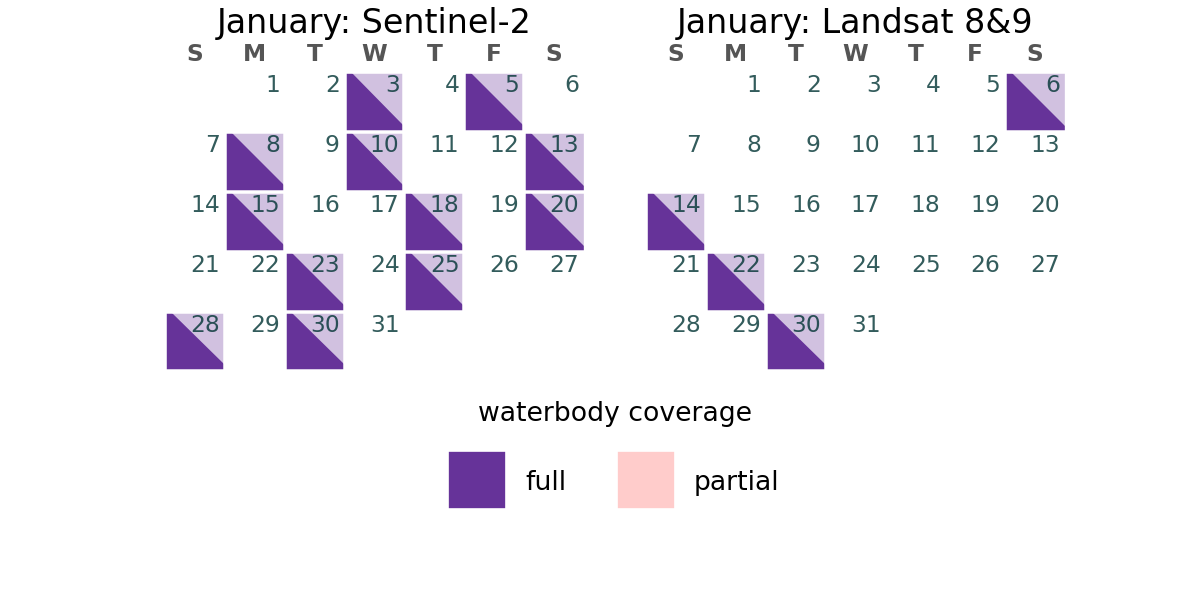 January: Sentinel-2
S M T W T F S
1 2 3 4 5 6
7 8 9 10 11 12 13
14 15 16 17 18 19 20
21 22 23 24 25 26 27
28 29 30 31
January: Landsat 8&9
S M T W T F S
1 2 3 4 5 6
7 8 9 10 11 12 13
14 15 16 17 18 19 20
21 22 23 24 25 26 27
28 29 30 31
waterbody coverage
full partial